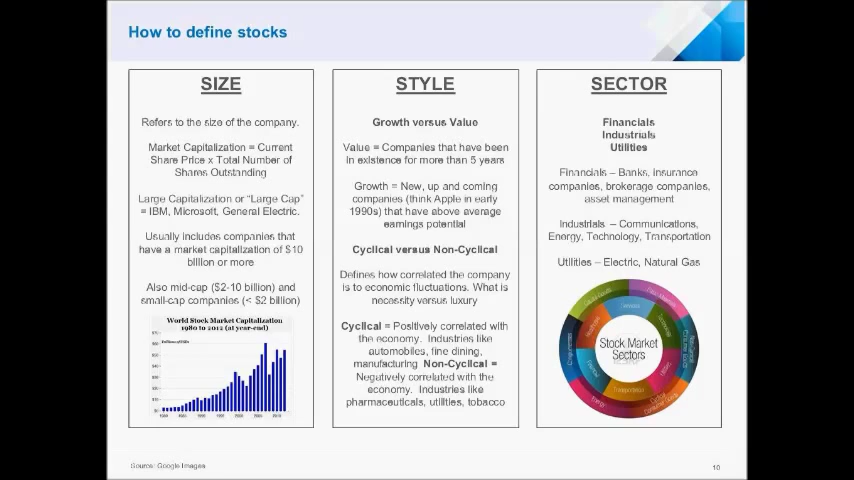 How to define stocks
SIZE
Refers to the size of the company.
Market Capitalization = Current
Share Price x Total Number of
Shares Outstanding
Large Capitalization or “Large Cap”
= IBM, Microsoft, General Electric.
Usually includes companies that
have a market capitalization of $10
billion or more
Also mid-cap ($2-10 billion) and
small-cap companies (< $2 billion)
World Stock Market Capitalization
1980 to 2012 (at year-end)
STYLE
Growth versus Value
Value = Companies that have been
in existence for more than 5 years
Growth = New, up and coming
companies (think Apple in early
1990s) that have above average
earnings potential
Cyclical versus Non-Cyclical
Defines how correlated the company
is to economic fluctuations. What is
necessity versus luxury
Cyclical = Positively correlated with
the economy. Industries like
automobiles, fine dining,
manufacturing Non-Cyclical =
Negatively correlated with the
economy. Industries like
pharmaceuticals, utilities, tobacco
SECTOR
Financials
Industrials
Utilities
Financials – Banks, insurance
companies, brokerage companies,
asset management
Industrials – Communications,
Energy, Technology, Transportation
Utilities – Electric, Natural Gas
Stock Market
Sectors
Source: Google Images
10